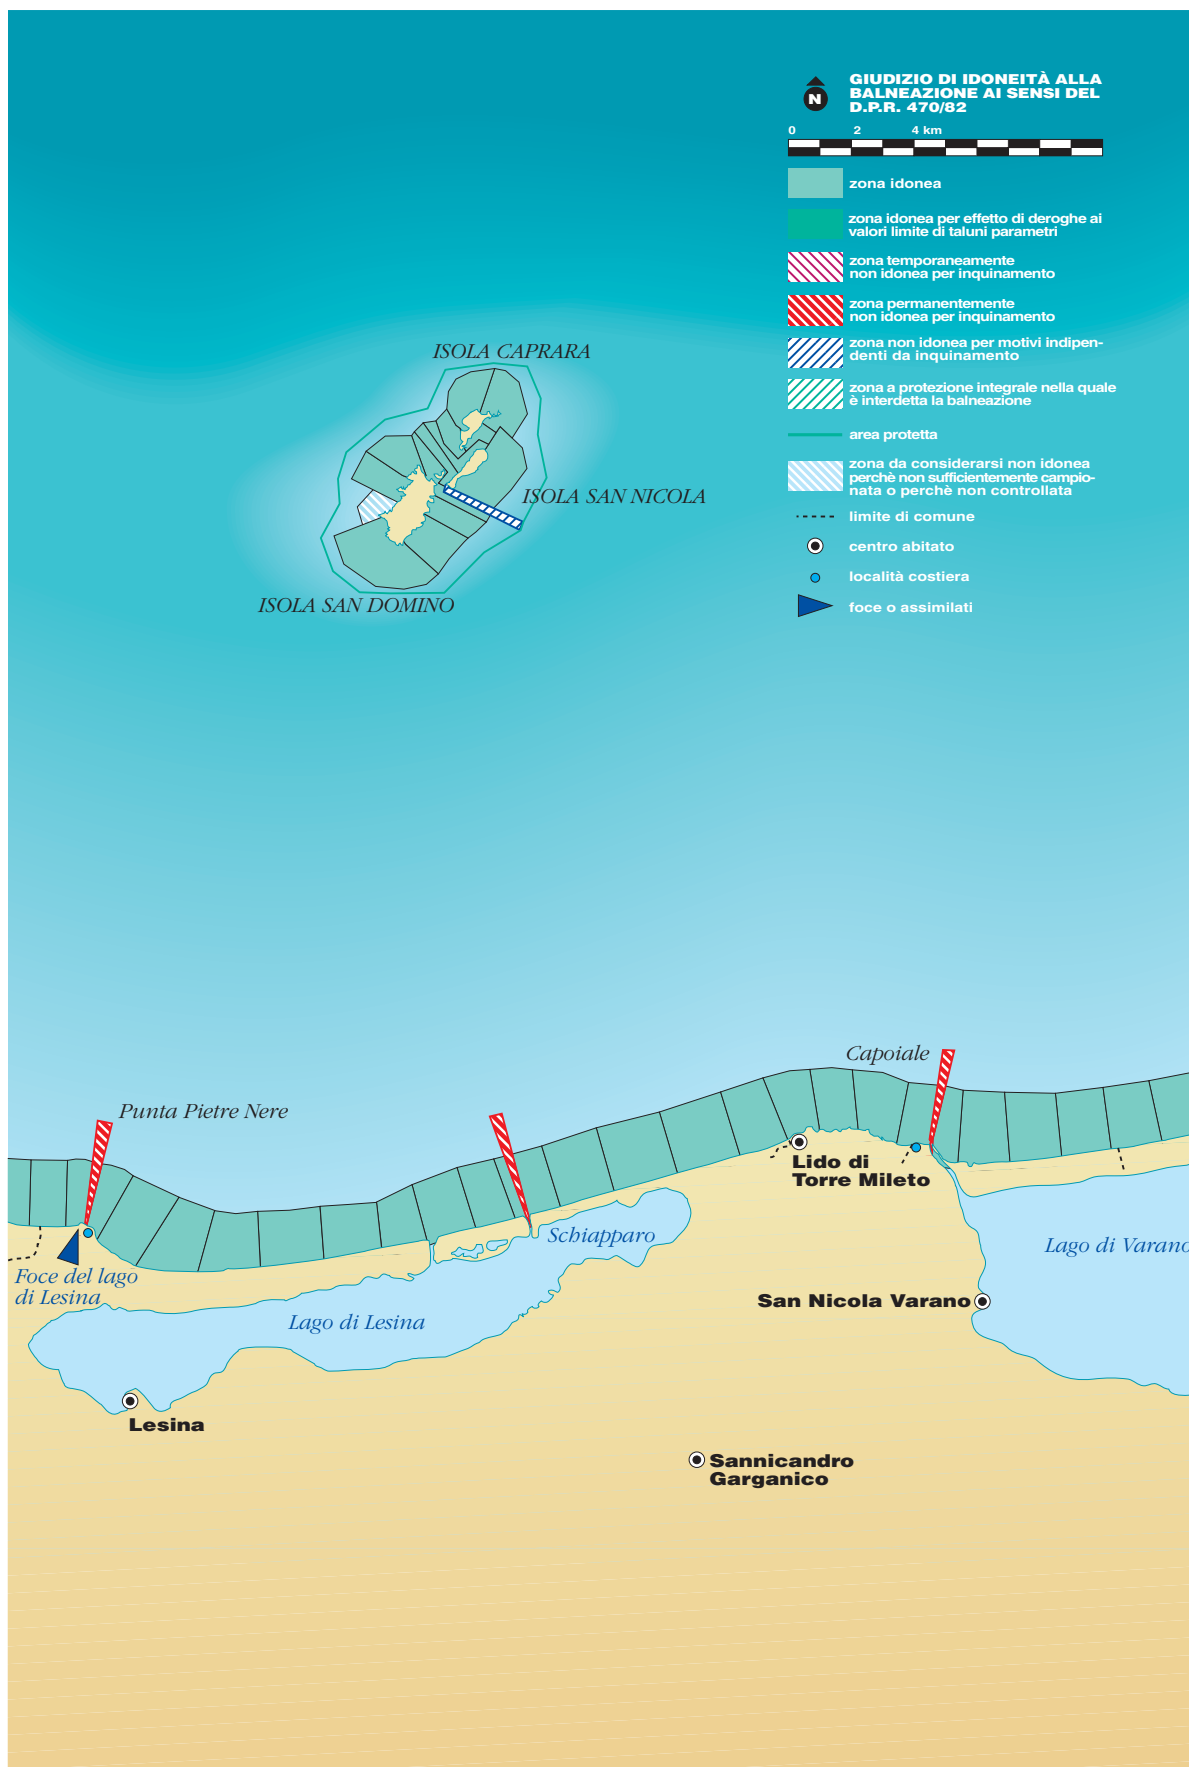 N
GIUDIZIO DI IDONEITÀ ALLA
BALNEAZIONE AI SENSI DEL
D.P.R. 470/82
0 2 4 km
zona idonea
zona idonea per effetto di deroghe ai
valori limite di taluni parametri
zona temporaneamente
non idonea per inquinamento
zona permanentemente
non idonea per inquinamento
zona non idonea per motivi indipen-
denti da inquinamento
zona a protezione integrale nella quale
è interdetta la balneazione
area protetta
zona da considerarsi non idonea
perchè non sufficientemente campio-
nata o perchè non controllata
limite di comune
centro abitato
località costiera
foce o assimilati
ISOLA CAPRARA
ISOLA SAN NICOLA
ISOLA SAN DOMINO
Capoiale
Punta Pietre Nere
Lido di
Torre Mileto
Schiapparo
Lago di Varano
Foce del lago
di Lesina
San Nicola Varano
Lago di Lesina
Lesina
Sannicandro
Garganico